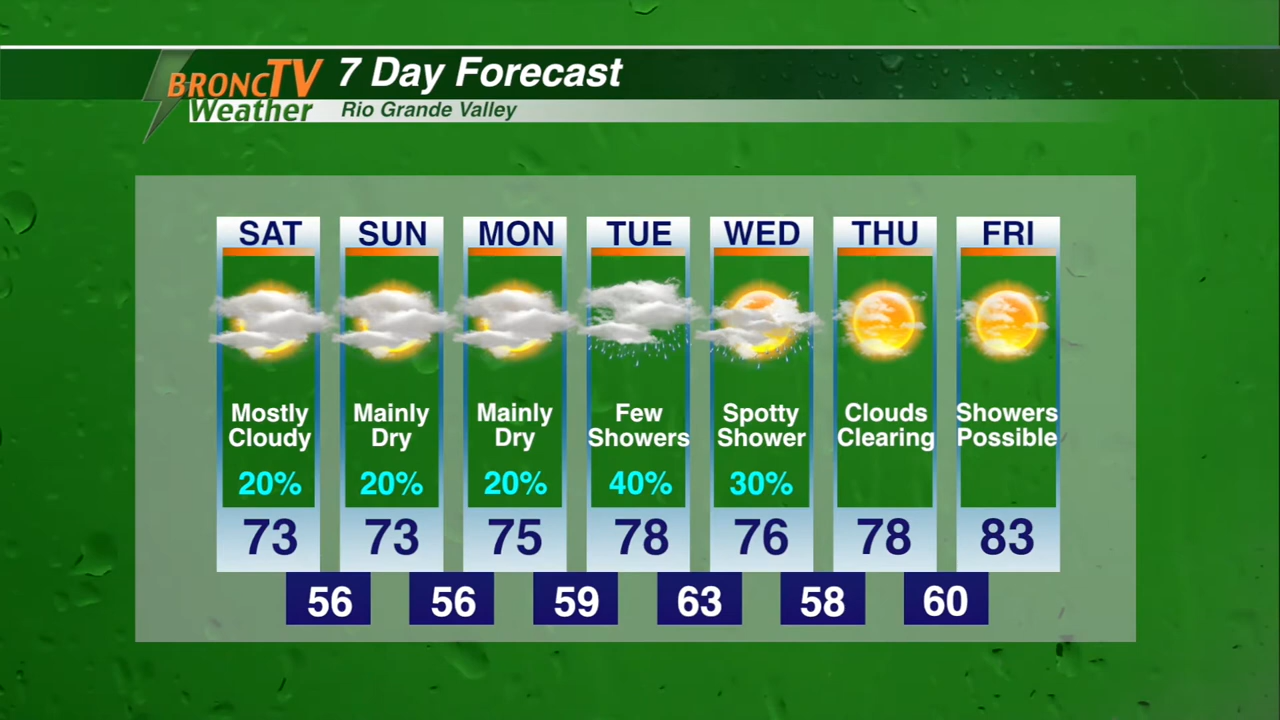 BRONCTV
Weather
7 Day Forecast
Rio Grande Valley
SAT SUN MON TUE WED THU FRI
Mostly Mainly Mainly Few Spotty Clouds Showers
Cloudy Dry Dry Showers Shower Clearing Possible
20% 20% 20% 40% 30%
73 73 75 78 76 78 83
56 56 59 63 58 60